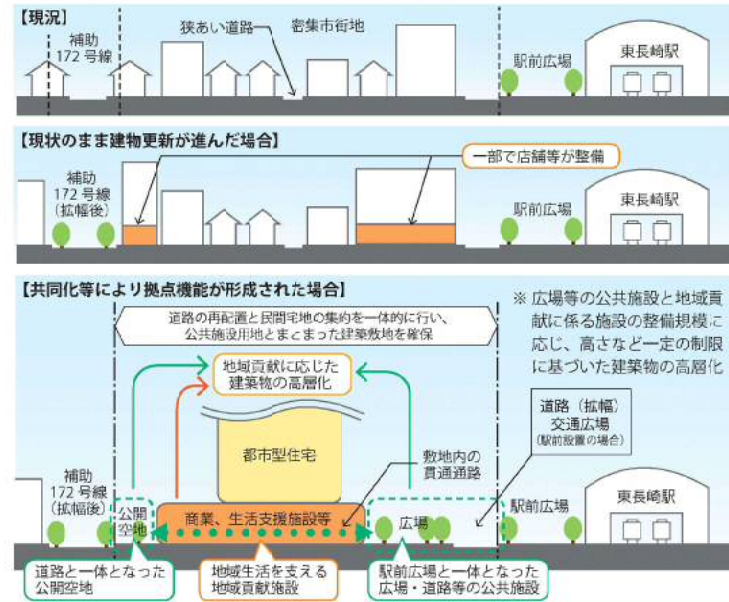 【現況】
補助
172号線
狭あい道路
密集市街地
駅前広場
東長崎駅
【現状のまま建物更新が進んだ場合】
補助
172号線
(拡幅後)
一部で店舗等が整備
駅前広場
東長崎駅
【共同化等により拠点機能が形成された場合】
道路の再配置と民間宅地の集約を一体的に行い、
公共施設用地とまとまった建築敷地を確保
※広場等の公共施設と地域貢
献に係る施設の整備規模に
応じ、高さなど一定の制限
に基づいた建築物の高層化
地域貢献に応じた
建築物の高層化
道路（拡幅）
交通広場
(駅前設置の場合)
都市型住宅
敷地内の
貫通通路
補助
172号線
(拡幅後)
公開
空地
商業、生活支援施設等
広場
駅前広場
東長崎駅
道路と一体となった
公開空地
地域生活を支える
地域貢献施設
駅前広場と一体となった
広場・道路等の公共施設